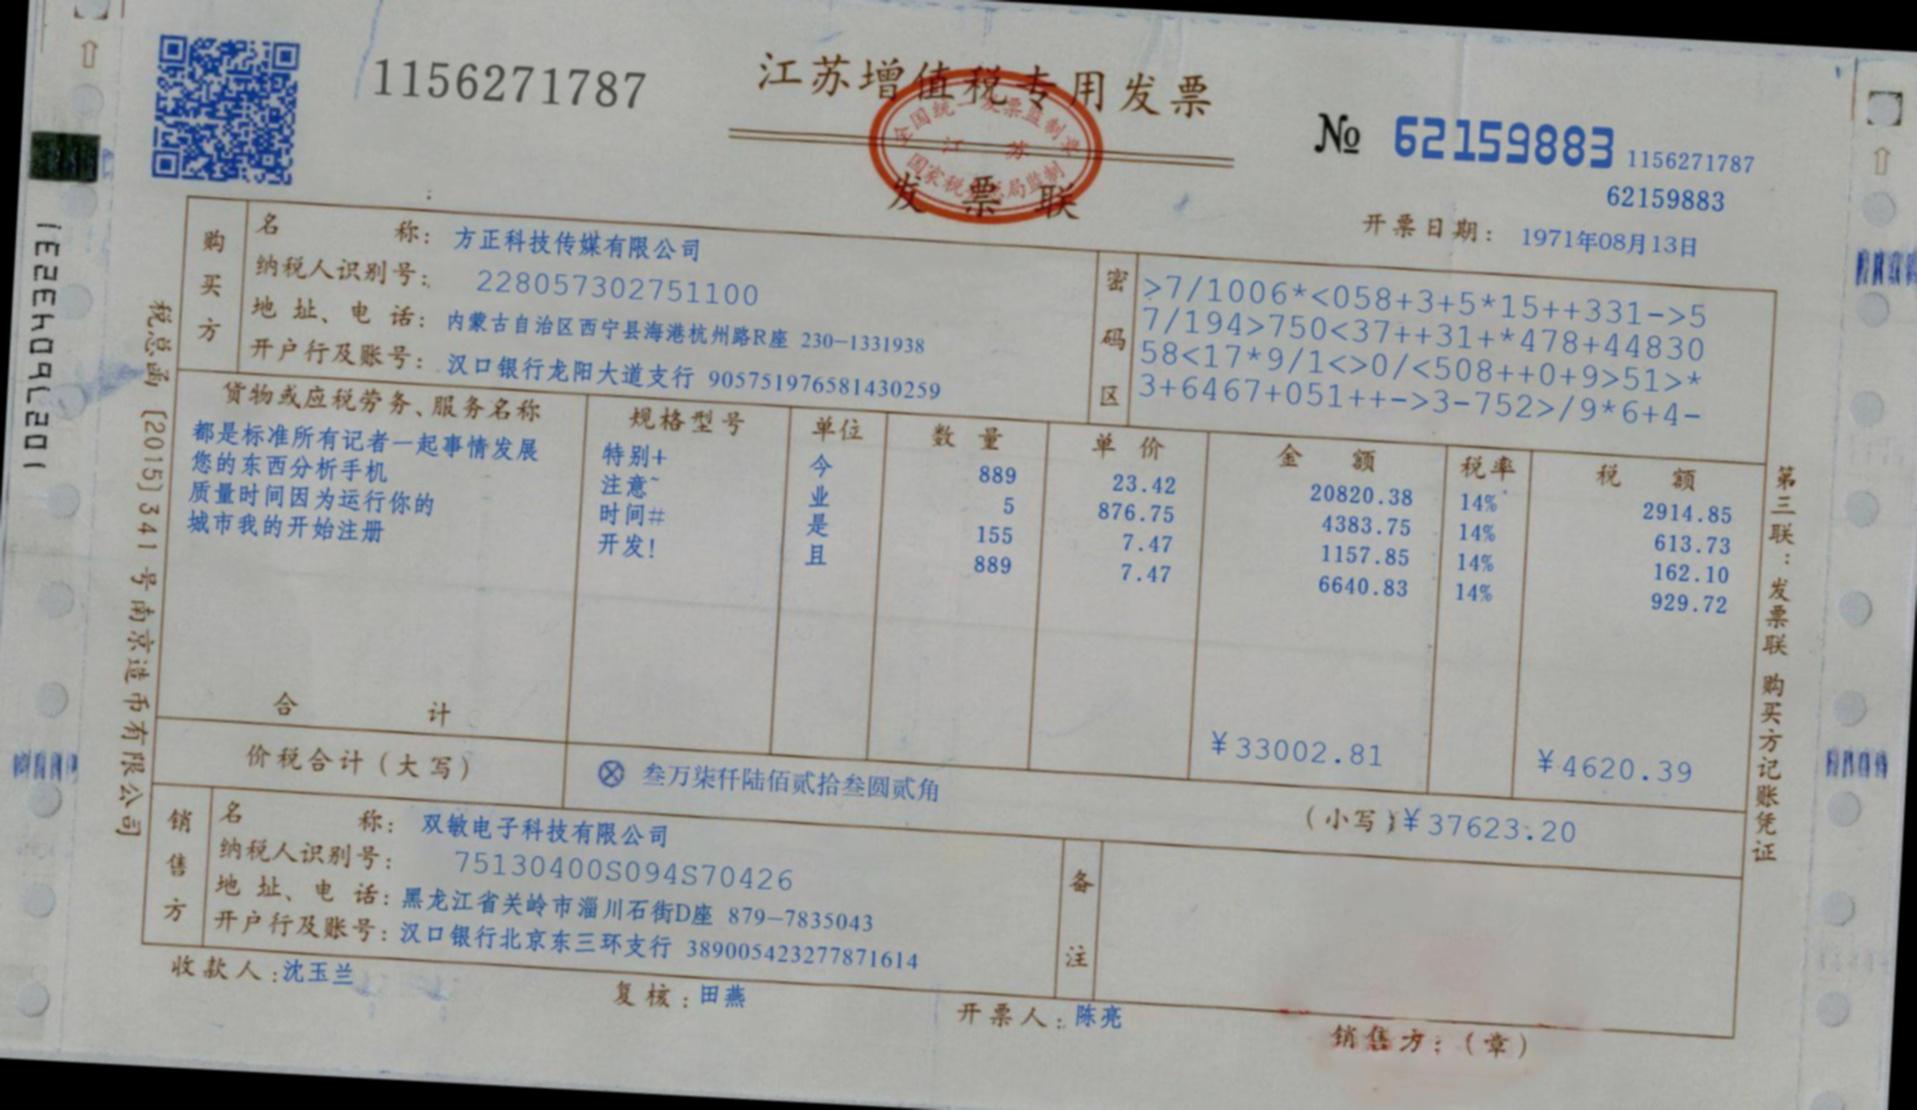 1156271787
江苏增值税专用发票
全国统一发票监制章
江 苏
国家税务总局监制
发票联
№ 62159883
1156271787
62159883
开票日期: 1971年08月13日
购买方
名 称: 方正科技传媒有限公司
纳税人识别号: 228057302751100
地址、电话: 内蒙古自治区西宁县海港杭州路R座 230-1331938
开户行及账号: 汉口银行龙阳大道支行 905751976581430259
密码区
>7/1006*<058+3+5*15++331->5
7/194>750<37++31+*478+44830
58<17*9/1<>0/<508++0+9>51>*
3+6467+051++->3-752>/9*6+4-
货物或应税劳务、服务名称 规格型号 单位 数量 单价 金额 税率 税额
都是标准所有记者一起事情发展 特别+ 今 889 23.42 20820.38 14% 2914.85
您的东西分析手机 注意~ 业 5 876.75 4383.75 14% 613.73
质量时间因为运行你的 时间# 是 155 7.47 1157.85 14% 162.10
城市我的开始注册 开发! 且 889 7.47 6640.83 14% 929.72
合 计 ¥33002.81 ¥4620.39
价税合计(大写) ⊗ 叁万柒仟陆佰贰拾叁圆贰角 (小写)¥37623.20
销售方
名 称: 双敏电子科技有限公司
纳税人识别号: 75130400S094S70426
地址、电话: 黑龙江省关岭市淄川石街D座 879-7835043
开户行及账号: 汉口银行北京东三环支行 389005423277871614
备注
收款人: 沈玉兰 复核: 田燕 开票人: 陈亮 销售方:(章)
税总函〔2015〕341号南京造币有限公司
第三联:发票联 购买方记账凭证